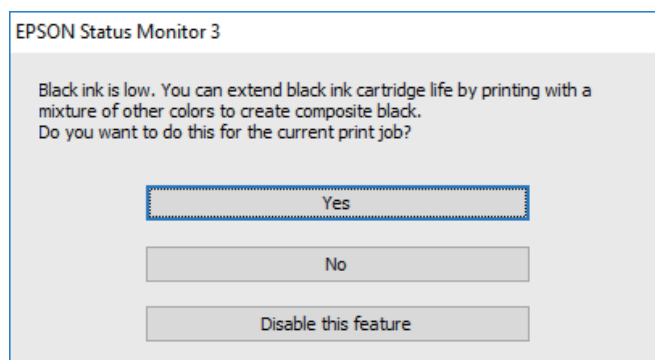 EPSON Status Monitor 3
Black ink is low. You can extend black ink cartridge life by printing with a
mixture of other colors to create composite black.
Do you want to do this for the current print job?
Yes
No
Disable this feature